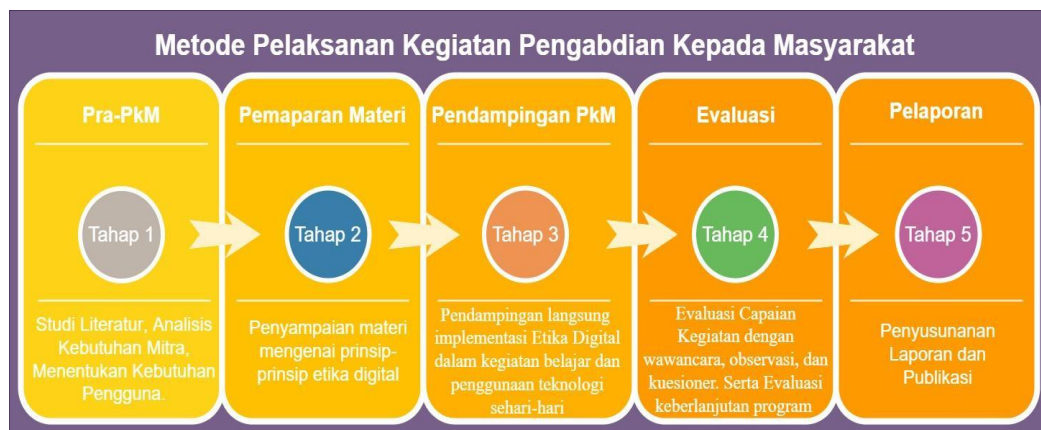 Metode Pelaksanan Kegiatan Pengabdian Kepada Masyarakat
Pra-PkM
Tahap 1
Studi Literatur, Analisis
Kebutuhan Mitra,
Menentukan Kebutuhan
Pengguna.
Pemaparan Materi
Tahap 2
Penyampaian materi
mengenai prinsip-
prinsip etika digital
Pendampingan PkM
Tahap 3
Pendampingan langsung
implementasi Etika Digital
dalam kegiatan belajar dan
penggunaan teknologi
sehari-hari
Evaluasi
Tahap 4
Evaluasi Capaian
Kegiatan dengan
wawancara, observasi, dan
kuesioner. Serta Evaluasi
keberlanjutan program
Pelaporan
Tahap 5
Penyusunanan
Laporan dan
Publikasi